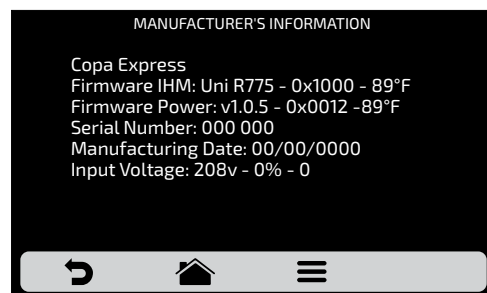 MANUFACTURER'S INFORMATION
Copa Express
Firmware IHM: Uni R775 - 0x1000 - 89°F
Firmware Power: v1.0.5 - 0x0012 -89°F
Serial Number: 000 000
Manufacturing Date: 00/00/0000
Input Voltage: 208v - 0% - 0